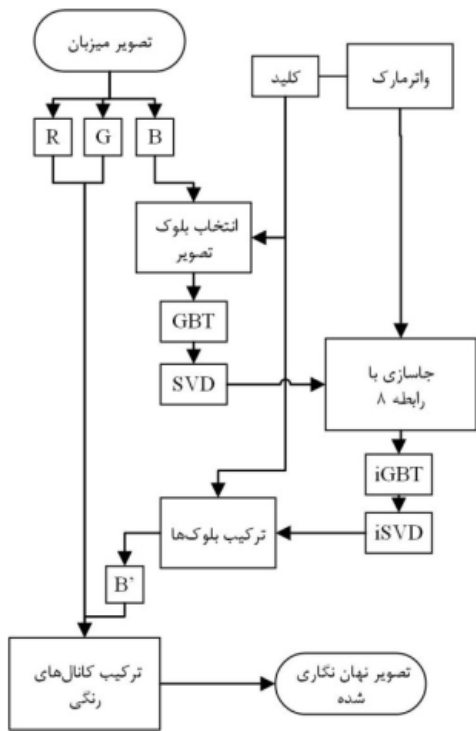 تصویر میزبان
کلید
واترمارک
R
G
B
انتخاب بلوک
تصویر
GBT
SVD
جاسازی با
رابطه ۸
iGBT
iSVD
ترکیب بلوک‌ها
B’
ترکیب کانال‌های
رنگی
تصویر نهان نگاری
شده